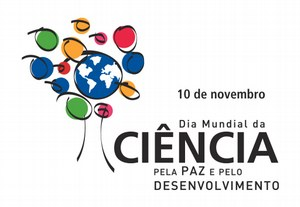 10 de novembro
Dia Mundial da
CIÊNCIA
PELA PAZ E PELO
DESENVOLVIMENTO